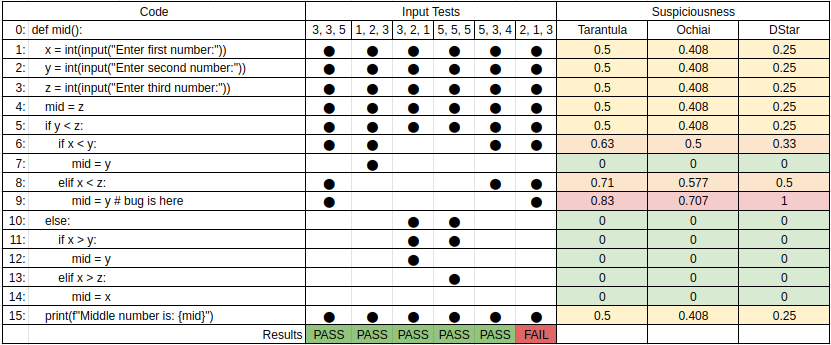 Code Input Tests Suspiciousness
0: def mid(): 3, 3, 5 1, 2, 3 3, 2, 1 5, 5, 5 5, 3, 4 2, 1, 3 Tarantula Ochiai DStar
1: x = int(input("Enter first number:")) ● ● ● ● ● ● 0.5 0.408 0.25
2: y = int(input("Enter second number:")) ● ● ● ● ● ● 0.5 0.408 0.25
3: z = int(input("Enter third number:")) ● ● ● ● ● ● 0.5 0.408 0.25
4: mid = z ● ● ● ● ● ● 0.5 0.408 0.25
5: if y < z: ● ● ● ● ● ● 0.5 0.408 0.25
6: if x < y: ● ● ● ● 0.63 0.5 0.33
7: mid = y ● 0 0 0
8: elif x < z: ● ● ● 0.71 0.577 0.5
9: mid = y # bug is here ● ● 0.83 0.707 1
10: else: ● ● 0 0 0
11: if x > y: ● ● 0 0 0
12: mid = y ● 0 0 0
13: elif x > z: ● 0 0 0
14: mid = x 0 0 0
15: print(f"Middle number is: {mid}") ● ● ● ● ● ● 0.5 0.408 0.25
Results PASS PASS PASS PASS PASS FAIL